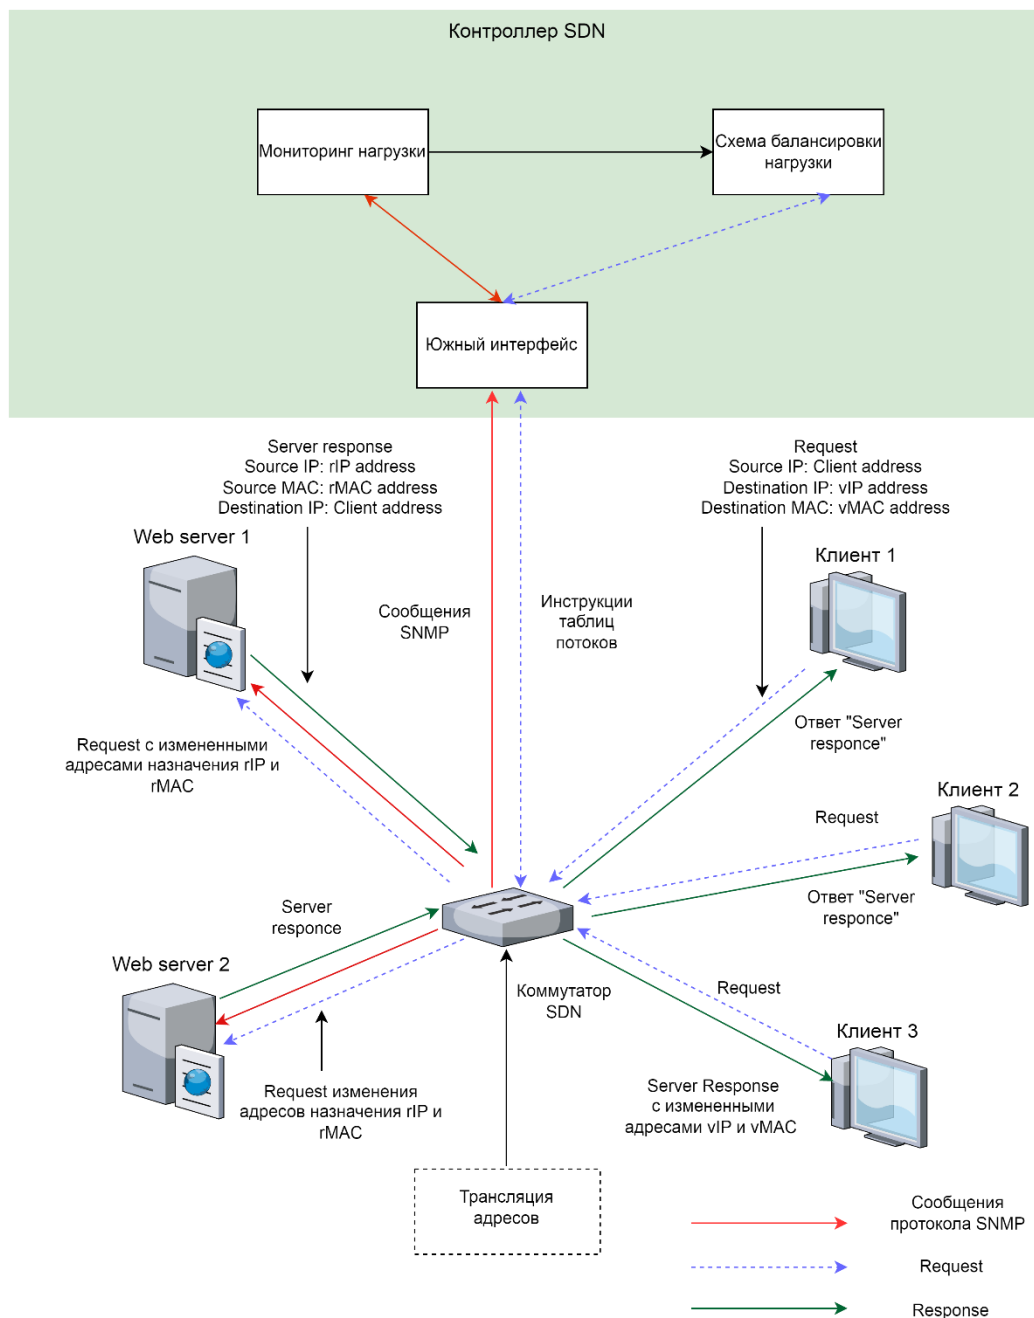 Контроллер SDN
Мониторинг нагрузки
Схема балансировки
нагрузки
Южный интерфейс
Server response
Source IP: rIP address
Source MAC: rMAC address
Destination IP: Client address
Request
Source IP: Client address
Destination IP: vIP address
Destination MAC: vMAC address
Web server 1
Клиент 1
Сообщения
SNMP
Инструкции
таблиц
потоков
Ответ "Server
responce"
Request с измененными
адресами назначения rIP и
rMAC
Клиент 2
Request
Ответ "Server
responce"
Server
responce
Web server 2
Коммутатор
SDN
Request
Клиент 3
Request изменения
адресов назначения rIP и
rMAC
Server Response
с измененными
адресами vIP и vMAC
Трансляция
адресов
Сообщения
протокола SNMP
Request
Response